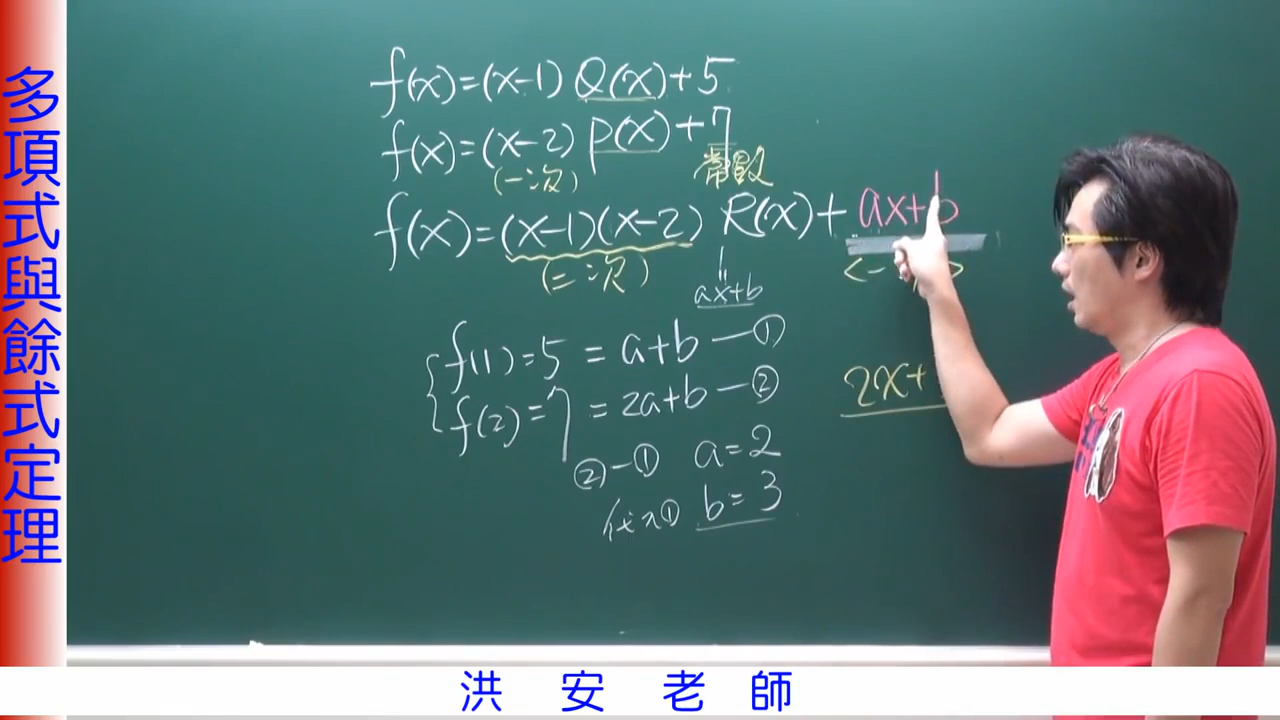 多項式與餘式定理
f(x)=(x-1)Q(x)+5
f(x)=(x-2)P(x)+7
(一次)
常數
f(x)=(x-1)(x-2)R(x)+ax+b
(二次)
ax+b
f(1)=5=a+b—①
f(2)=7=2a+b—②
2x+
②-① a=2
代入① b=3
洪安老師